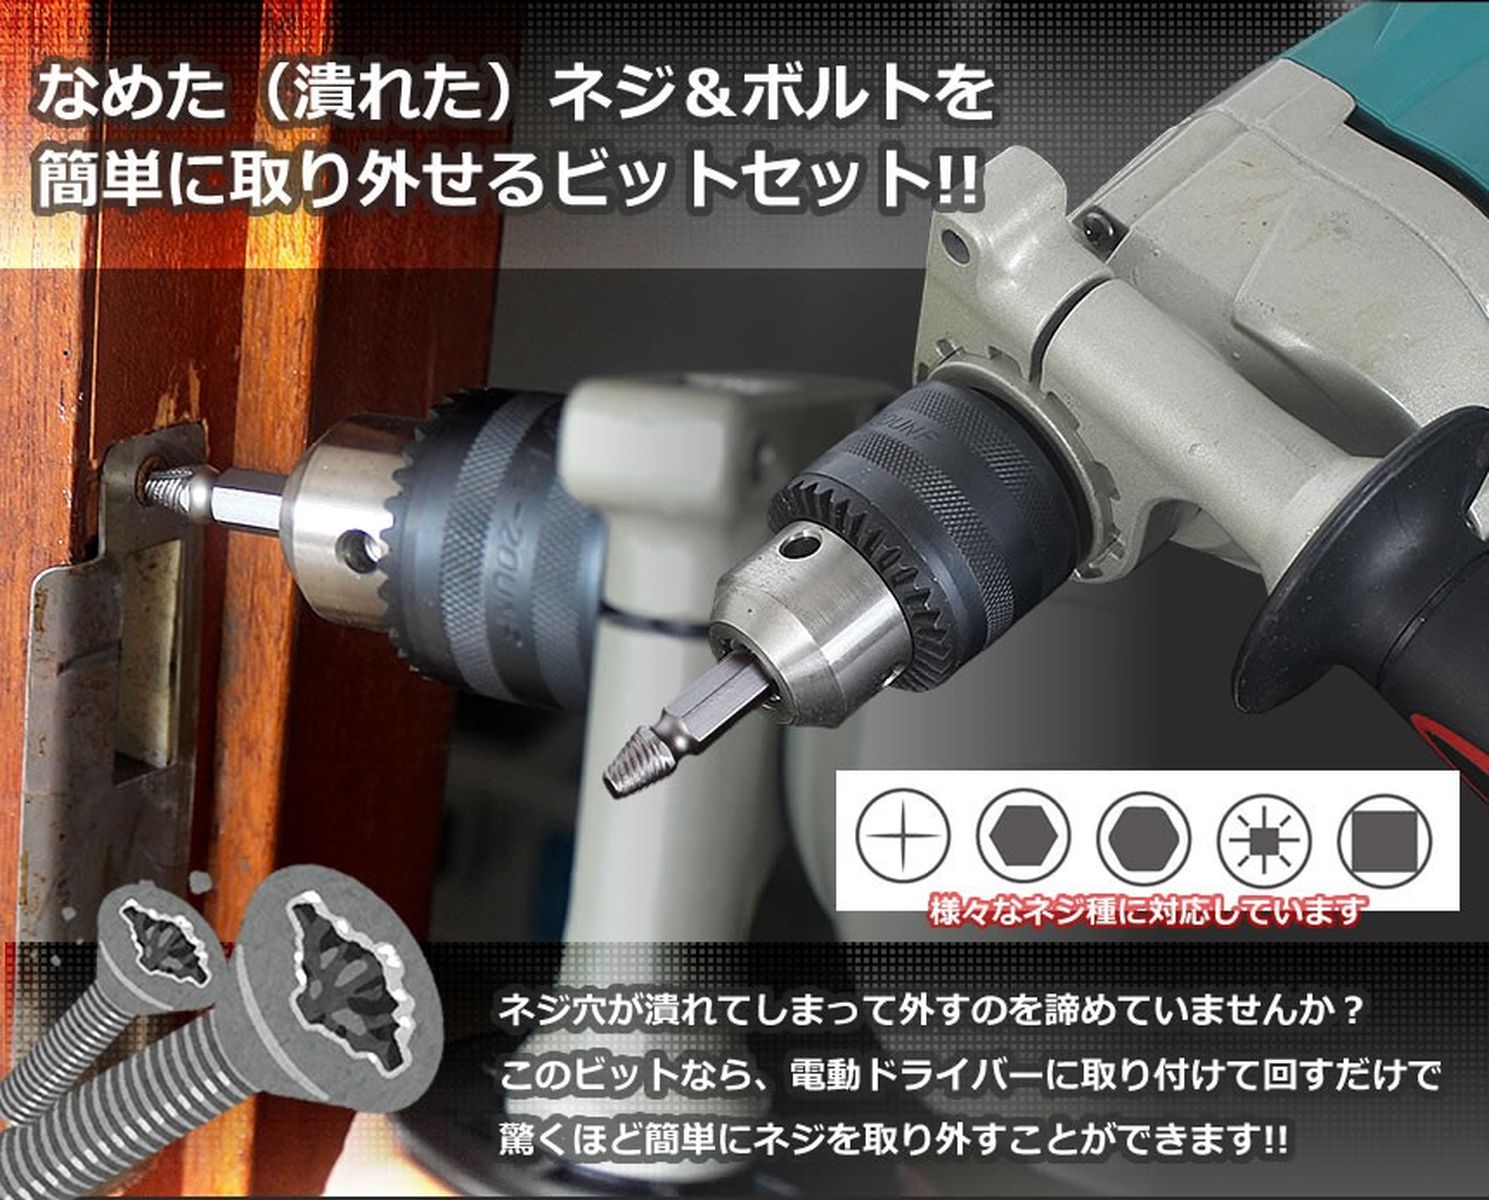 なめた（潰れた）ネジ＆ボルトを
簡単に取り外せるビットセット!!
様々なネジ種に対応しています
ネジ穴が潰れてしまって外すのを諦めていませんか？
このビットなら、電動ドライバーに取り付けて回すだけで
驚くほど簡単にネジを取り外すことができます!!